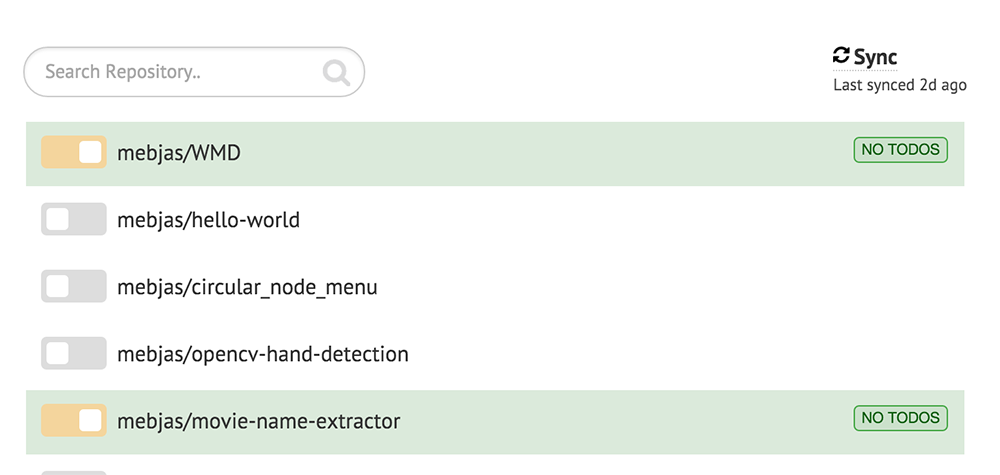 Search Repository..
Sync
Last synced 2d ago
mebjas/WMD
NO TODOS
mebjas/hello-world
mebjas/circular_node_menu
mebjas/opencv-hand-detection
mebjas/movie-name-extractor
NO TODOS